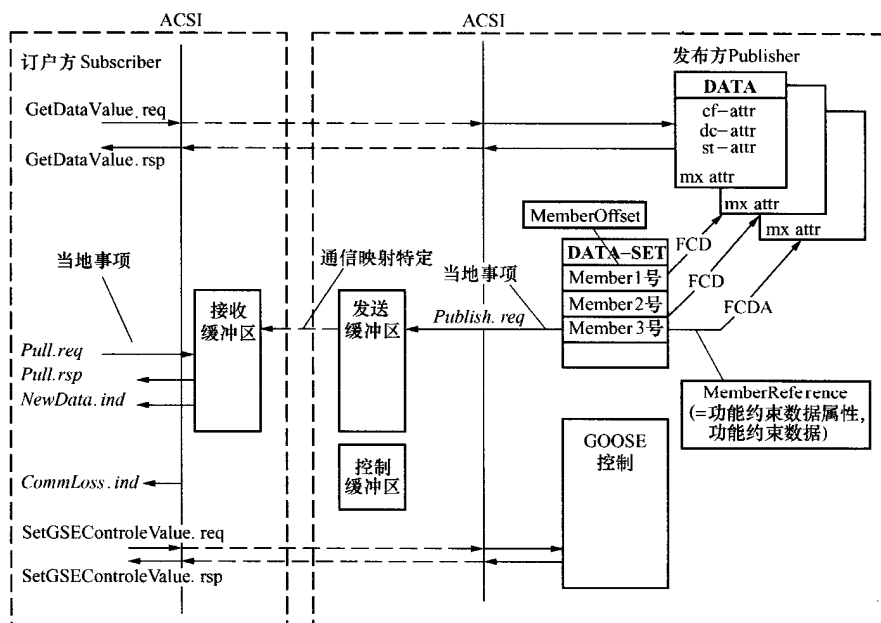 ACSI
ACSI
订户方 Subscriber
发布方Publisher
DATA
cf-attr
dc-attr
st-attr
mx attr
mx attr
mx attr
GetDataValue.req
GetDataValue.rsp
MemberOffset
DATA-SET
Member1号
Member2号
Member3号
FCD
FCD
FCDA
当地事项
通信映射特定
当地事项
接收
缓冲区
发送
缓冲区
Publish.req
Pull.req
Pull.rsp
NewData.ind
MemberReference
(=功能约束数据属性,
功能约束数据)
GOOSE
控制
控制
缓冲区
CommLoss.ind
SetGSEControleValue.req
SetGSEControleValue.rsp